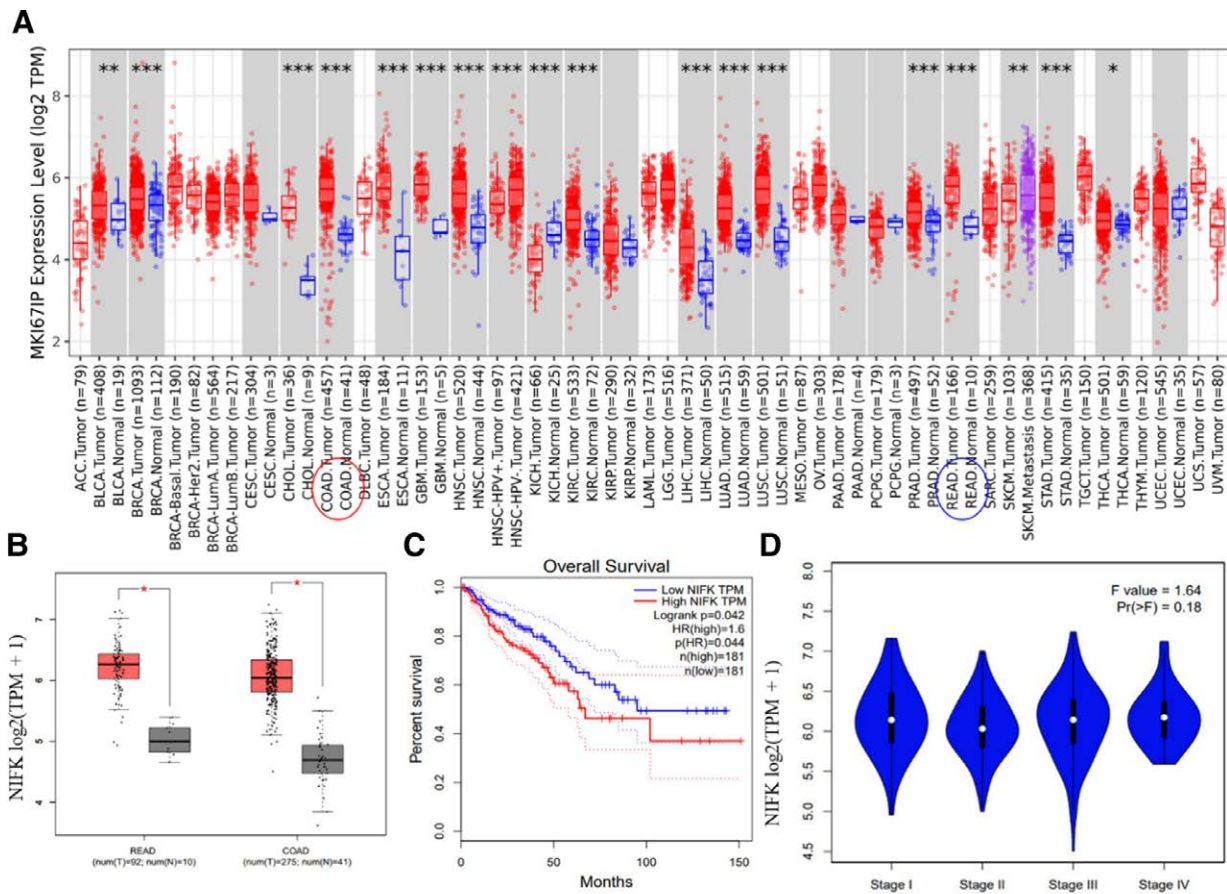 A
MKI67IP Expression Level (log2 TPM)
8
6
4
2
** *** *** *** *** *** *** *** *** *** *** *** *** *** *** ** *** *
ACC.Tumor (n=79)
BLCA.Tumor (n=408)
BLCA.Normal (n=19)
BRCA.Tumor (n=1093)
BRCA.Normal (n=112)
BRCA-Basal.Tumor (n=190)
BRCA-Her2.Tumor (n=82)
BRCA-LumA.Tumor (n=564)
BRCA-LumB.Tumor (n=217)
CESC.Tumor (n=304)
CESC.Normal (n=3)
CHOL.Tumor (n=36)
CHOL.Normal (n=9)
COAD.Tumor (n=457)
COAD.Normal (n=41)
DLBC.Tumor (n=48)
ESCA.Tumor (n=184)
ESCA.Normal (n=11)
GBM.Tumor (n=153)
GBM.Normal (n=5)
HNSC.Tumor (n=520)
HNSC.Normal (n=44)
HNSC-HPV+.Tumor (n=97)
HNSC-HPV-.Tumor (n=421)
KICH.Tumor (n=66)
KICH.Normal (n=25)
KIRC.Tumor (n=533)
KIRC.Normal (n=72)
KIRP.Tumor (n=290)
KIRP.Normal (n=32)
LAML.Tumor (n=173)
LGG.Tumor (n=516)
LIHC.Tumor (n=371)
LIHC.Normal (n=50)
LUAD.Tumor (n=515)
LUAD.Normal (n=59)
LUSC.Tumor (n=501)
LUSC.Normal (n=51)
MESO.Tumor (n=87)
OV.Tumor (n=303)
PAAD.Tumor (n=178)
PAAD.Normal (n=4)
PCPG.Tumor (n=179)
PCPG.Normal (n=3)
PRAD.Tumor (n=497)
PRAD.Normal (n=52)
READ.Tumor (n=166)
READ.Normal (n=10)
SARC.Tumor (n=259)
SKCM.Tumor (n=103)
SKCM.Metastasis (n=368)
STAD.Tumor (n=415)
STAD.Normal (n=35)
TGCT.Tumor (n=150)
THCA.Tumor (n=501)
THCA.Normal (n=59)
THYM.Tumor (n=120)
UCEC.Tumor (n=545)
UCEC.Normal (n=35)
UCS.Tumor (n=57)
UVM.Tumor (n=80)
B
NIFK log2(TPM + 1)
7
6
5
4
* *
READ
(num(T)=92; num(N)=10)
COAD
(num(T)=275; num(N)=41)
C
Overall Survival
Percent survival
1.0
0.8
0.6
0.4
0.2
0.0
Low NIFK TPM
High NIFK TPM
Logrank p=0.042
HR(high)=1.6
p(HR)=0.044
n(high)=181
n(low)=181
0 50 100 150
Months
D
NIFK log2(TPM + 1)
8.0
7.5
7.0
6.5
6.0
5.5
5.0
4.5
F value = 1.64
Pr(>F) = 0.18
Stage I Stage II Stage III Stage IV